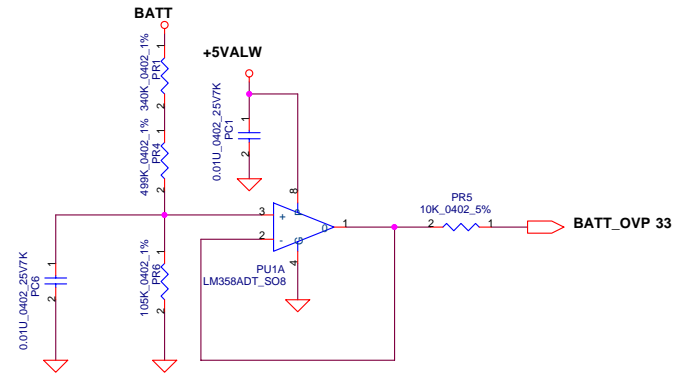 BATT
+5VALW
1
340K_0402_1%
PR1
2
1
499K_0402_1%
PR4
2
1
0.01U_0402_25V7K
PC1
2
8
P
3
+
2
-
O
1
G
4
PU1A
LM358ADT_SO8
PR5
10K_0402_5%
2
1
BATT_OVP 33
1
0.01U_0402_25V7K
PC6
2
1
105K_0402_1%
PR6
2